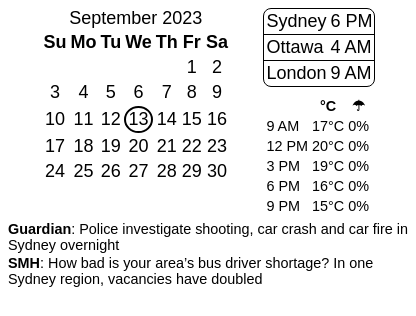 September 2023
Su Mo Tu We Th Fr Sa
1 2
3 4 5 6 7 8 9
10 11 12 13 14 15 16
17 18 19 20 21 22 23
24 25 26 27 28 29 30
Sydney 6 PM
Ottawa 4 AM
London 9 AM
°C ☂
9 AM 17°C 0%
12 PM 20°C 0%
3 PM 19°C 0%
6 PM 16°C 0%
9 PM 15°C 0%
Guardian: Police investigate shooting, car crash and car fire in
Sydney overnight
SMH: How bad is your area’s bus driver shortage? In one
Sydney region, vacancies have doubled